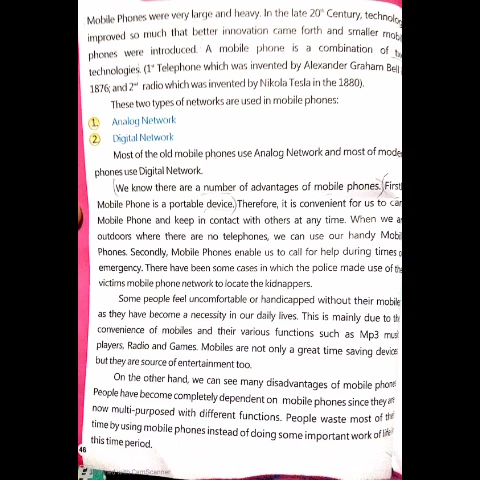 Mobile Phones were very large and heavy. In the late 20th Century, technolog
improved so much that better innovation came forth and smaller mobi
phones were introduced. A mobile phone is a combination of
technologies. (1st Telephone which was invented by Alexander Graham Bell
1876; and 2nd radio which was invented by Nikola Tesla in the 1880).
These two types of networks are used in mobile phones:
1. Analog Network
2. Digital Network
Most of the old mobile phones use Analog Network and most of mode
phones use Digital Network.
We know there are a number of advantages of mobile phones. First
Mobile Phone is a portable device. Therefore, it is convenient for us to car
Mobile Phone and keep in contact with others at any time. When we a
outdoors where there are no telephones, we can use our handy Mobi
Phones. Secondly, Mobile Phones enable us to call for help during times o
emergency. There have been some cases in which the police made use of the
victims mobile phone network to locate the kidnappers.
Some people feel uncomfortable or handicapped without their mobile
as they have become a necessity in our daily lives. This is mainly due to the
convenience of mobiles and their various functions such as Mp3 musi
players, Radio and Games. Mobiles are not only a great time saving device
but they are source of entertainment too.
On the other hand, we can see many disadvantages of mobile phone
People have become completely dependent on mobile phones since they are
now multi-purposed with different functions. People waste most of the
time by using mobile phones instead of doing some important work of life
this time period.
46
with CamScanner